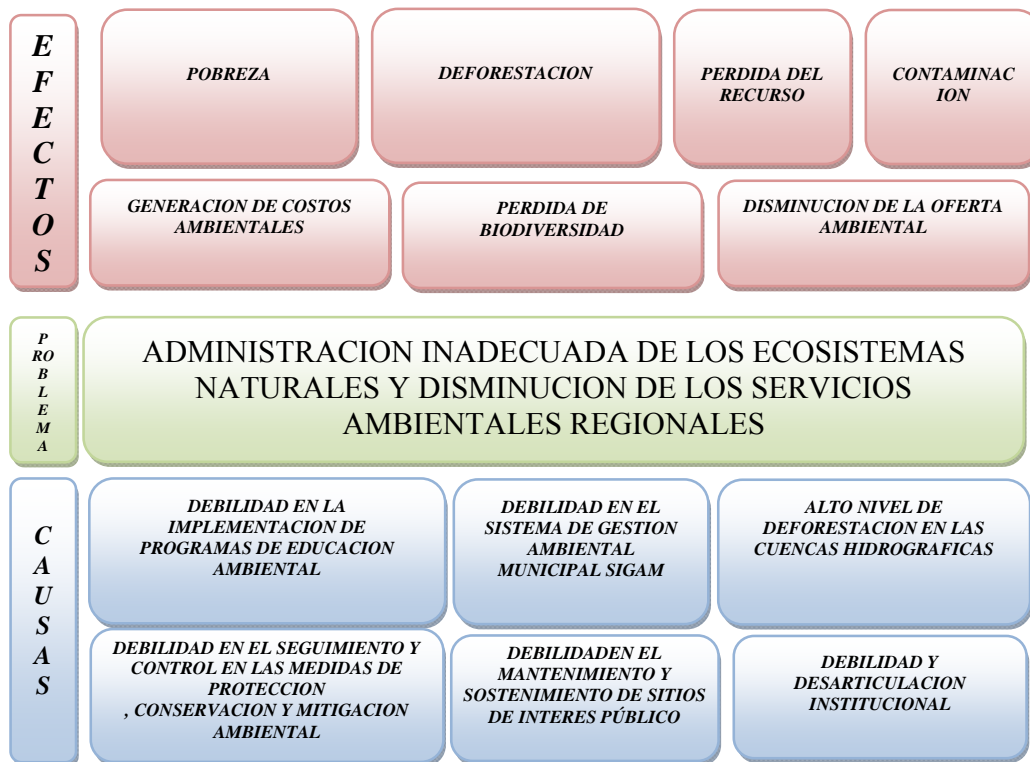 E
F
E
C
T
O
S
POBREZA
DEFORESTACION
PERDIDA DEL
RECURSO
CONTAMINAC
ION
GENERACION DE COSTOS
AMBIENTALES
PERDIDA DE
BIODIVERSIDAD
DISMINUCION DE LA OFERTA
AMBIENTAL
P
RO
B
L
E
M
A
ADMINISTRACION INADECUADA DE LOS ECOSISTEMAS
NATURALES Y DISMINUCION DE LOS SERVICIOS
AMBIENTALES REGIONALES
C
A
U
S
A
S
DEBILIDAD EN LA
IMPLEMENTACION DE
PROGRAMAS DE EDUCACION
AMBIENTAL
DEBILIDAD EN EL
SISTEMA DE GESTION
AMBIENTAL
MUNICIPAL SIGAM
ALTO NIVEL DE
DEFORESTACION EN LAS
CUENCAS HIDROGRAFICAS
DEBILIDAD EN EL SEGUIMIENTO Y
CONTROL EN LAS MEDIDAS DE
PROTECCION
, CONSERVACION Y MITIGACION
AMBIENTAL
DEBILIDADEN EL
MANTENIMIENTO Y
SOSTENIMIENTO DE SITIOS
DE INTERES PÚBLICO
DEBILIDAD Y
DESARTICULACION
INSTITUCIONAL